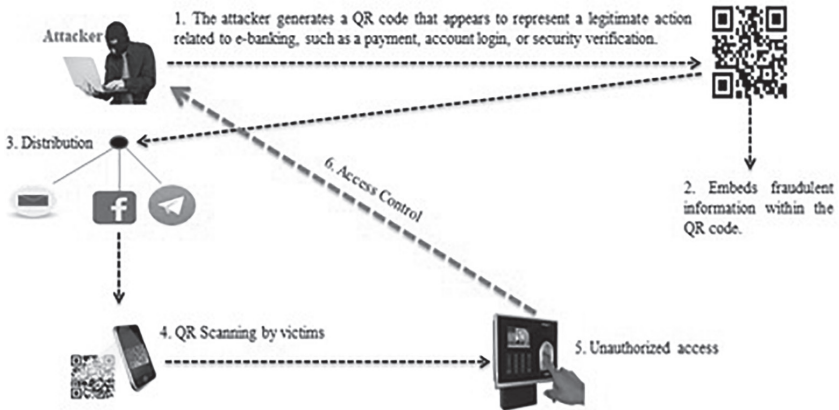 1. The attacker generates a QR code that appears to represent a legitimate action
related to e-banking, such as a payment, account login, or security verification.
Attacker
3. Distribution
f
6. Access Control
2. Embeds fraudulent
information within the
QR code.
4. QR Scanning by victims
5. Unauthorized access